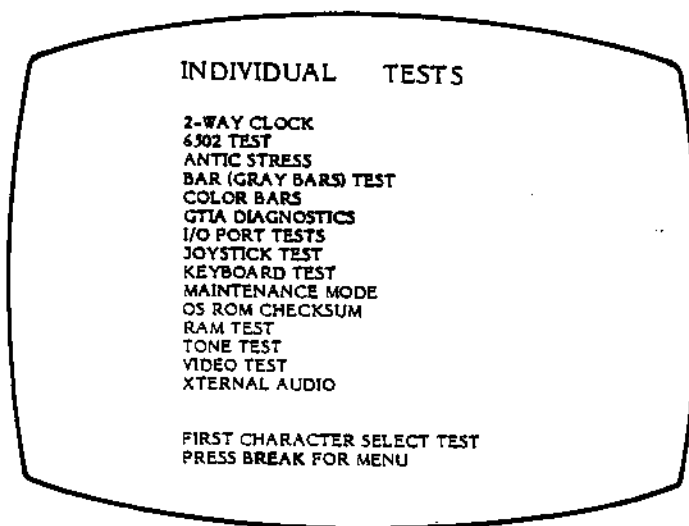 INDIVIDUAL TESTS
2-WAY CLOCK
6502 TEST
ANTIC STRESS
BAR (GRAY BARS) TEST
COLOR BARS
GTIA DIAGNOSTICS
I/O PORT TESTS
JOYSTICK TEST
KEYBOARD TEST
MAINTENANCE MODE
OS ROM CHECKSUM
RAM TEST
TONE TEST
VIDEO TEST
XTERNAL AUDIO
FIRST CHARACTER SELECT TEST
PRESS BREAK FOR MENU